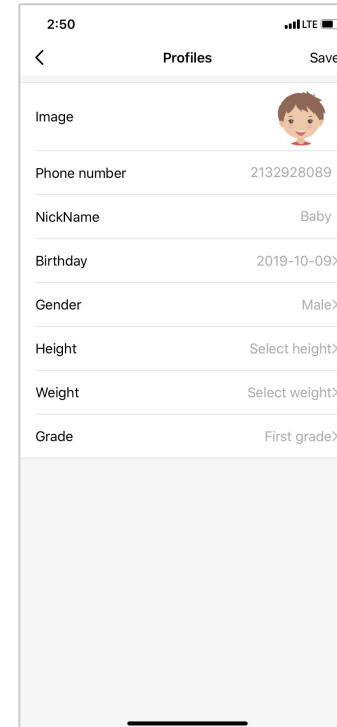 2:50 LTE
Profiles Save
Image
Phone number 2132928089
NickName Baby
Birthday 2019-10-09
Gender Male
Height Select height
Weight Select weight
Grade First grade